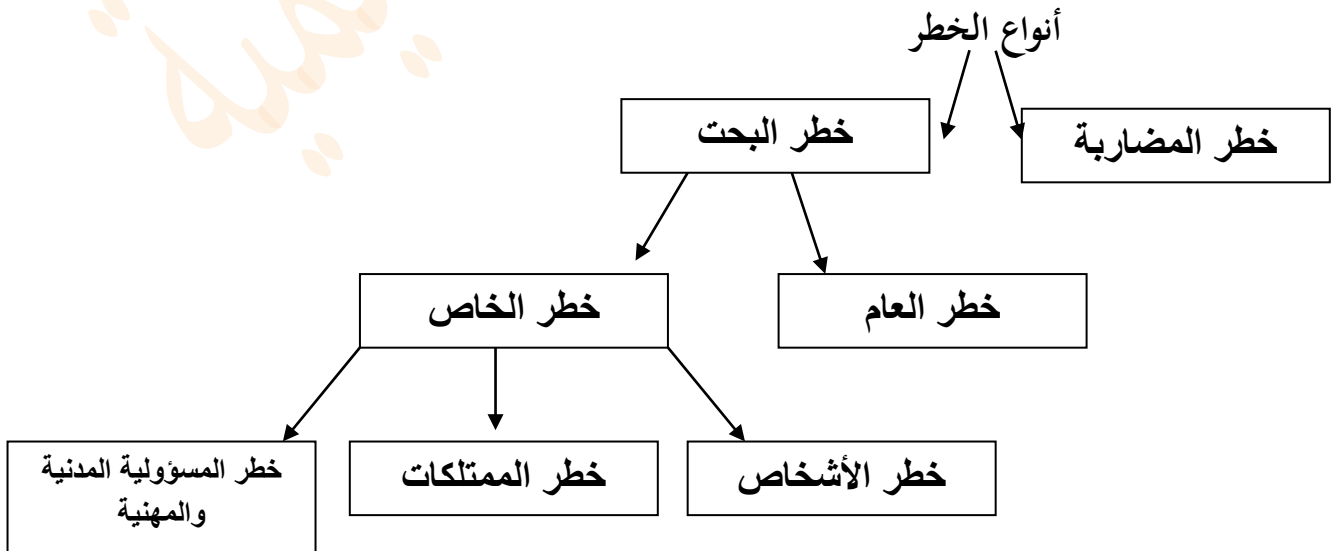 أنواع الخطر
خطر المضاربة
خطر البحت
خطر العام
خطر الخاص
خطر الأشخاص
خطر الممتلكات
خطر المسؤولية المدنية
والمهنية